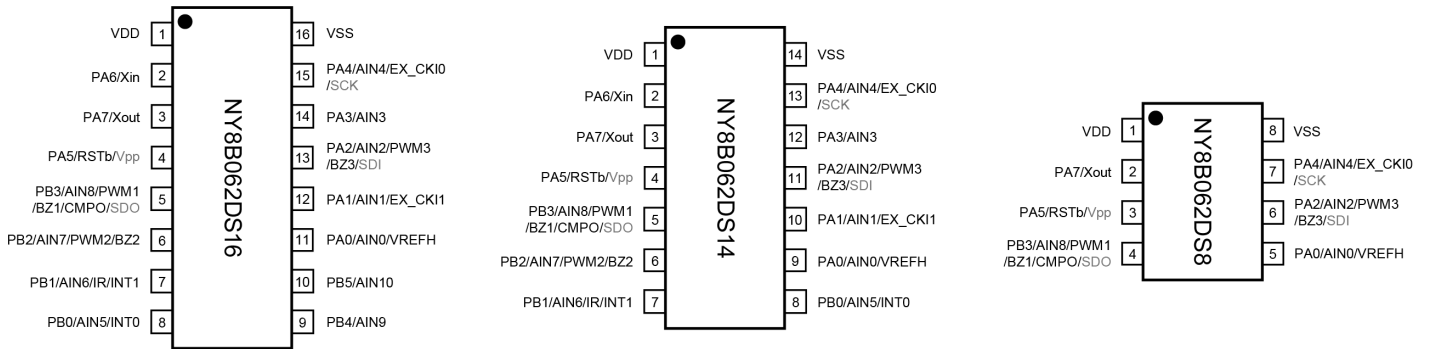 VDD 1
PA6/Xin 2
PA7/Xout 3
PA5/RSTb/Vpp 4
PB3/AIN8/PWM1
/BZ1/CMPO/SDO 5
PB2/AIN7/PWM2/BZ2 6
PB1/AIN6/IR/INT1 7
PB0/AIN5/INT0 8
NY8B062DS16
16 VSS
15 PA4/AIN4/EX_CKI0
/SCK
14 PA3/AIN3
13 PA2/AIN2/PWM3
/BZ3/SDI
12 PA1/AIN1/EX_CKI1
11 PA0/AIN0/VREFH
10 PB5/AIN10
9 PB4/AIN9
VDD 1
PA6/Xin 2
PA7/Xout 3
PA5/RSTb/Vpp 4
PB3/AIN8/PWM1
/BZ1/CMPO/SDO 5
PB2/AIN7/PWM2/BZ2 6
PB1/AIN6/IR/INT1 7
NY8B062DS14
14 VSS
13 PA4/AIN4/EX_CKI0
/SCK
12 PA3/AIN3
11 PA2/AIN2/PWM3
/BZ3/SDI
10 PA1/AIN1/EX_CKI1
9 PA0/AIN0/VREFH
8 PB0/AIN5/INT0
VDD 1
PA7/Xout 2
PA5/RSTb/Vpp 3
PB3/AIN8/PWM1
/BZ1/CMPO/SDO 4
NY8B062DS8
8 VSS
7 PA4/AIN4/EX_CKI0
/SCK
6 PA2/AIN2/PWM3
/BZ3/SDI
5 PA0/AIN0/VREFH